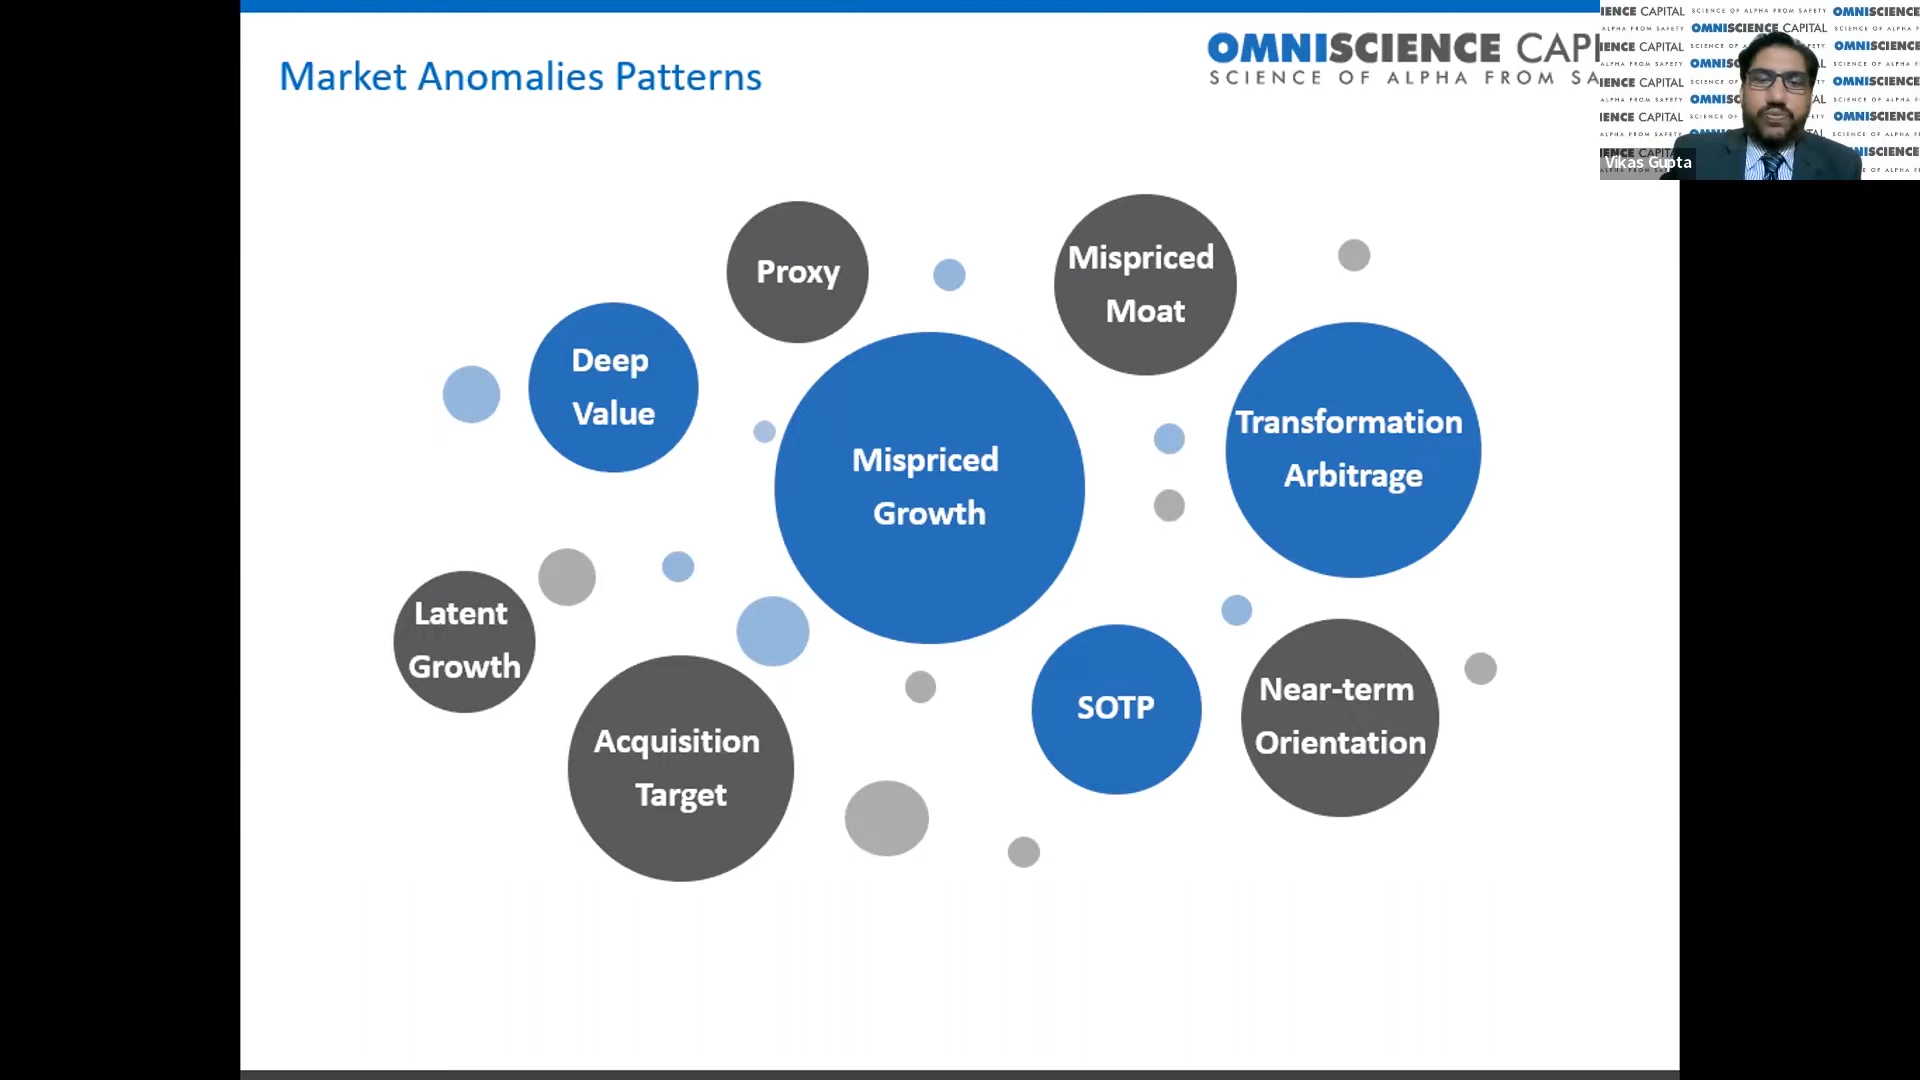 Market Anomalies Patterns
OMNISCIENCE CAPI
SCIENCE OF ALPHA FROM SA
Vikas Gupta
Proxy
Mispriced
Moat
Deep
Value
Mispriced
Growth
Transformation
Arbitrage
Latent
Growth
Acquisition
Target
SOTP
Near-term
Orientation